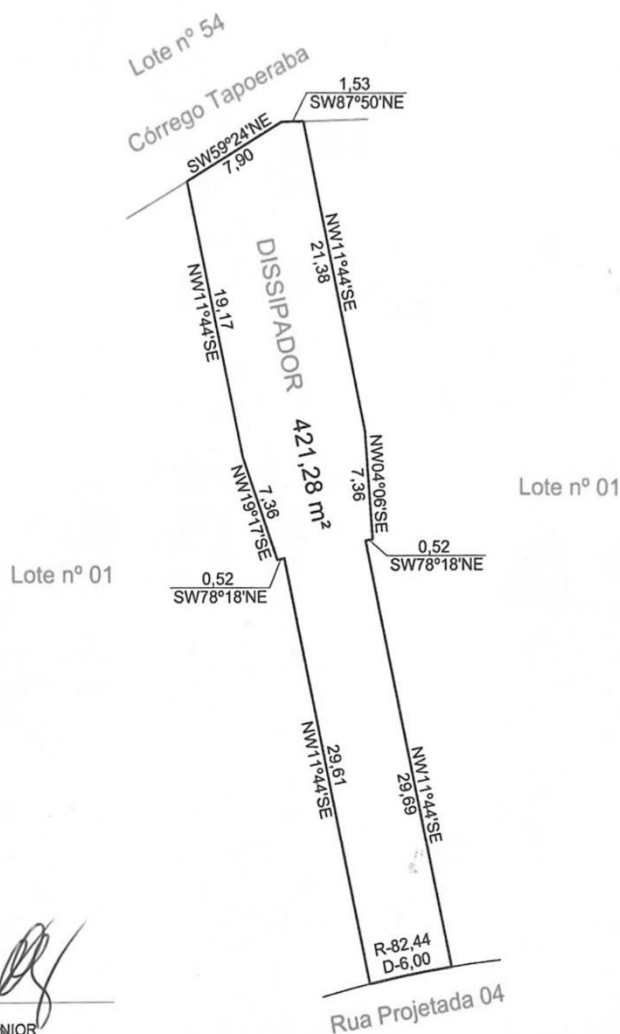 Lote nº 54
Córrego Tapoeraba
1,53
SW87º50'NE
SW59º24'NE
7,90
NW11º44'SE
21,38
19,17
NW11º44'SE
DISSIPADOR 421,28 m²
NW04º06'SE
7,36
7,36
NW19º17'SE
Lote nº 01
Lote nº 01
0,52
SW78º18'NE
0,52
SW78º18'NE
29,61
NW11º44'SE
NW11º44'SE
29,69
R-82,44
D-6,00
Rua Projetada 04
NIOR